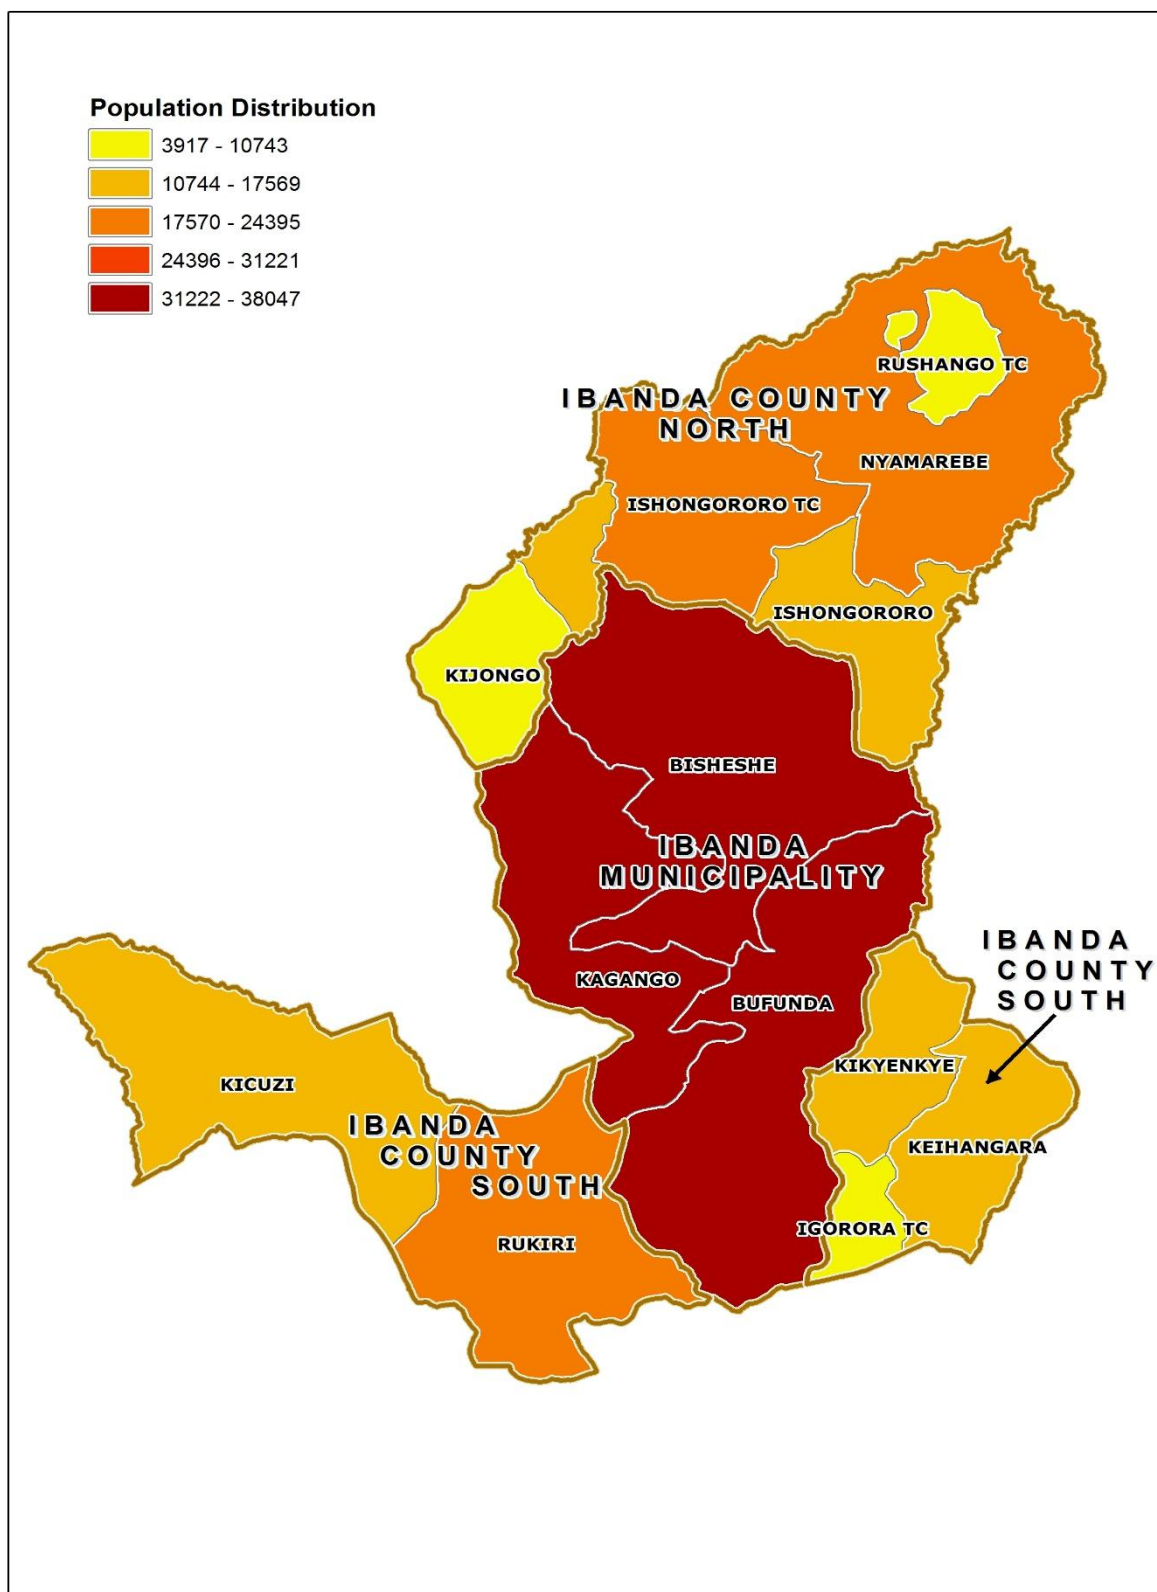 Population Distribution
3917 - 10743
10744 - 17569
17570 - 24395
24396 - 31221
31222 - 38047
RUSHANGO TC
IBANDA COUNTY
NORTH
NYAMAREBE
ISHONGORORO TC
ISHONGORORO
KIJONGO
BISHESHE
IBANDA
MUNICIPALITY
IBANDA
COUNTY
SOUTH
KAGANGO
BUFUNDA
KIKYENKYE
KICUZI
IBANDA
COUNTY
SOUTH
KEIHANGARA
IGORORA TC
RUKIRI